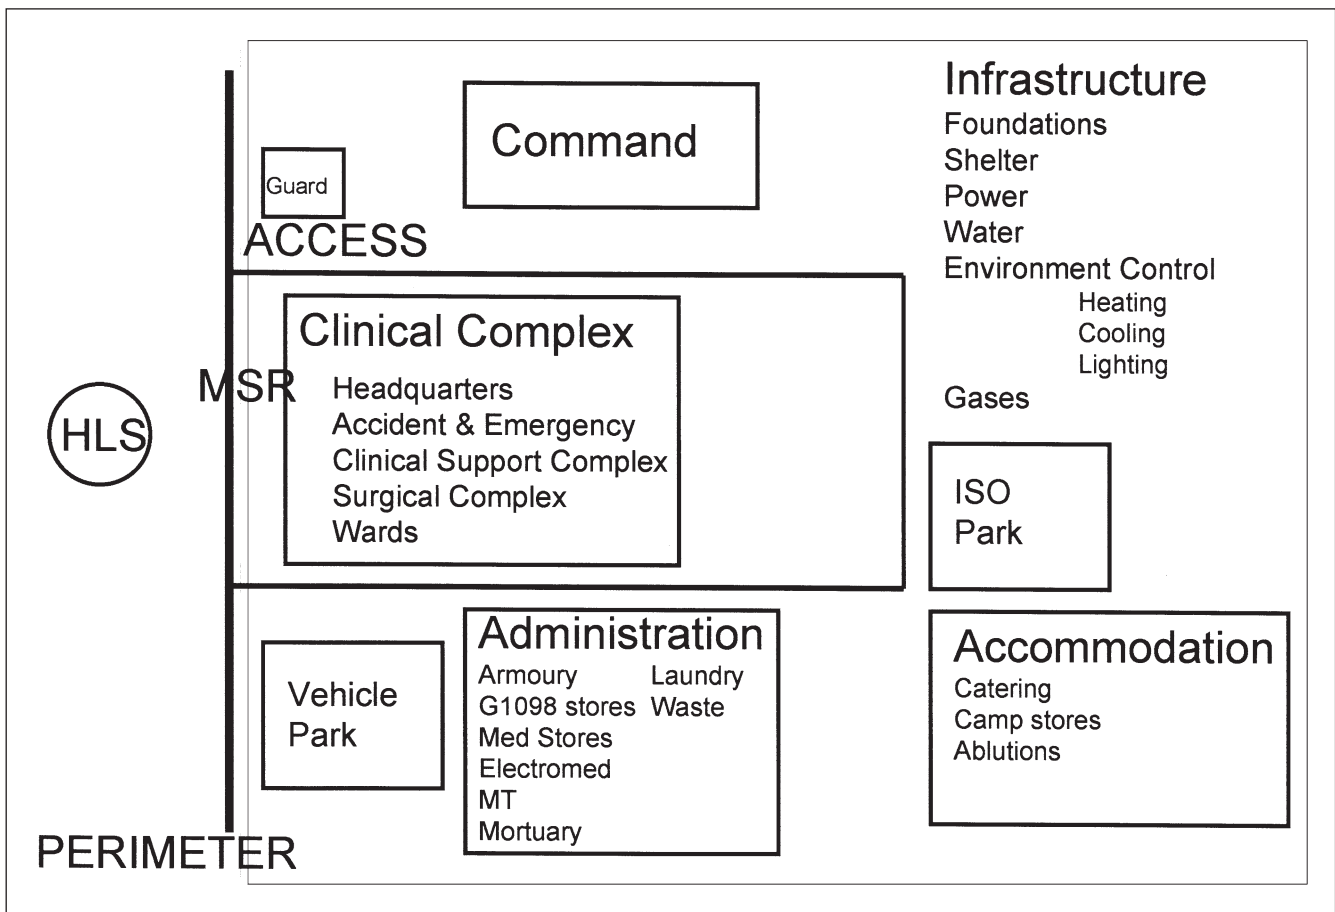 Command
Guard
ACCESS
Infrastructure
Foundations
Shelter
Power
Water
Environment Control
Heating
Cooling
Lighting
Gases
HLS
MSR
Clinical Complex
Headquarters
Accident & Emergency
Clinical Support Complex
Surgical Complex
Wards
ISO
Park
Vehicle
Park
Administration
Armoury Laundry
G1098 stores Waste
Med Stores
Electromed
MT
Mortuary
Accommodation
Catering
Camp stores
Ablutions
PERIMETER